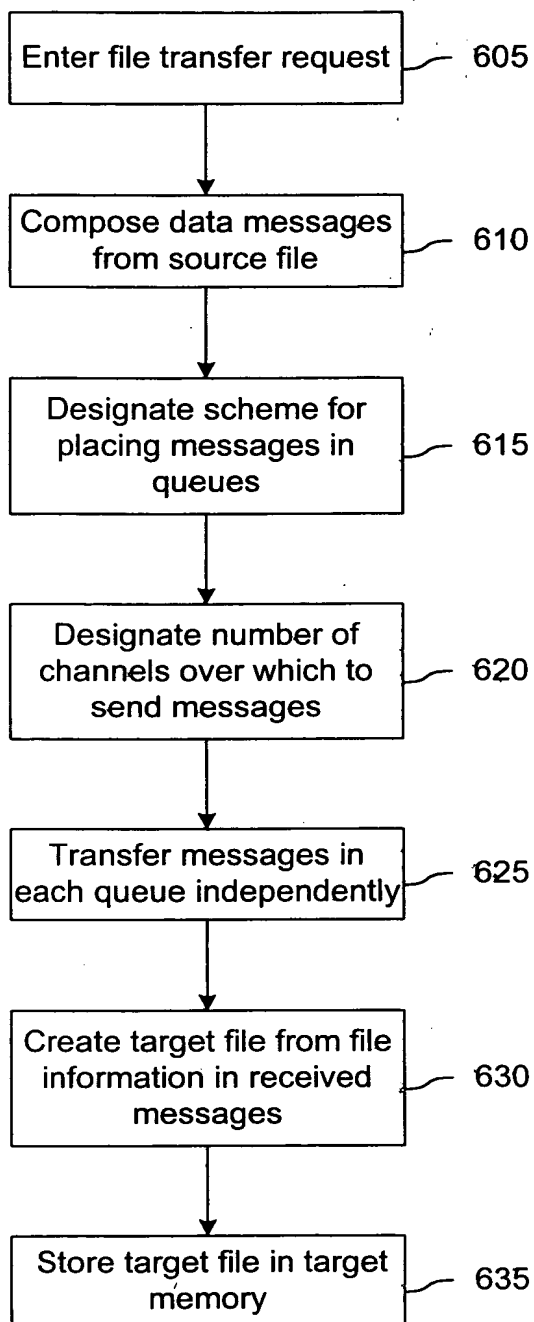 Enter file transfer request 605
Compose data messages
from source file 610
Designate scheme for
placing messages in
queues 615
Designate number of
channels over which to
send messages 620
Transfer messages in
each queue independently 625
Create target file from file
information in received
messages 630
Store target file in target
memory 635